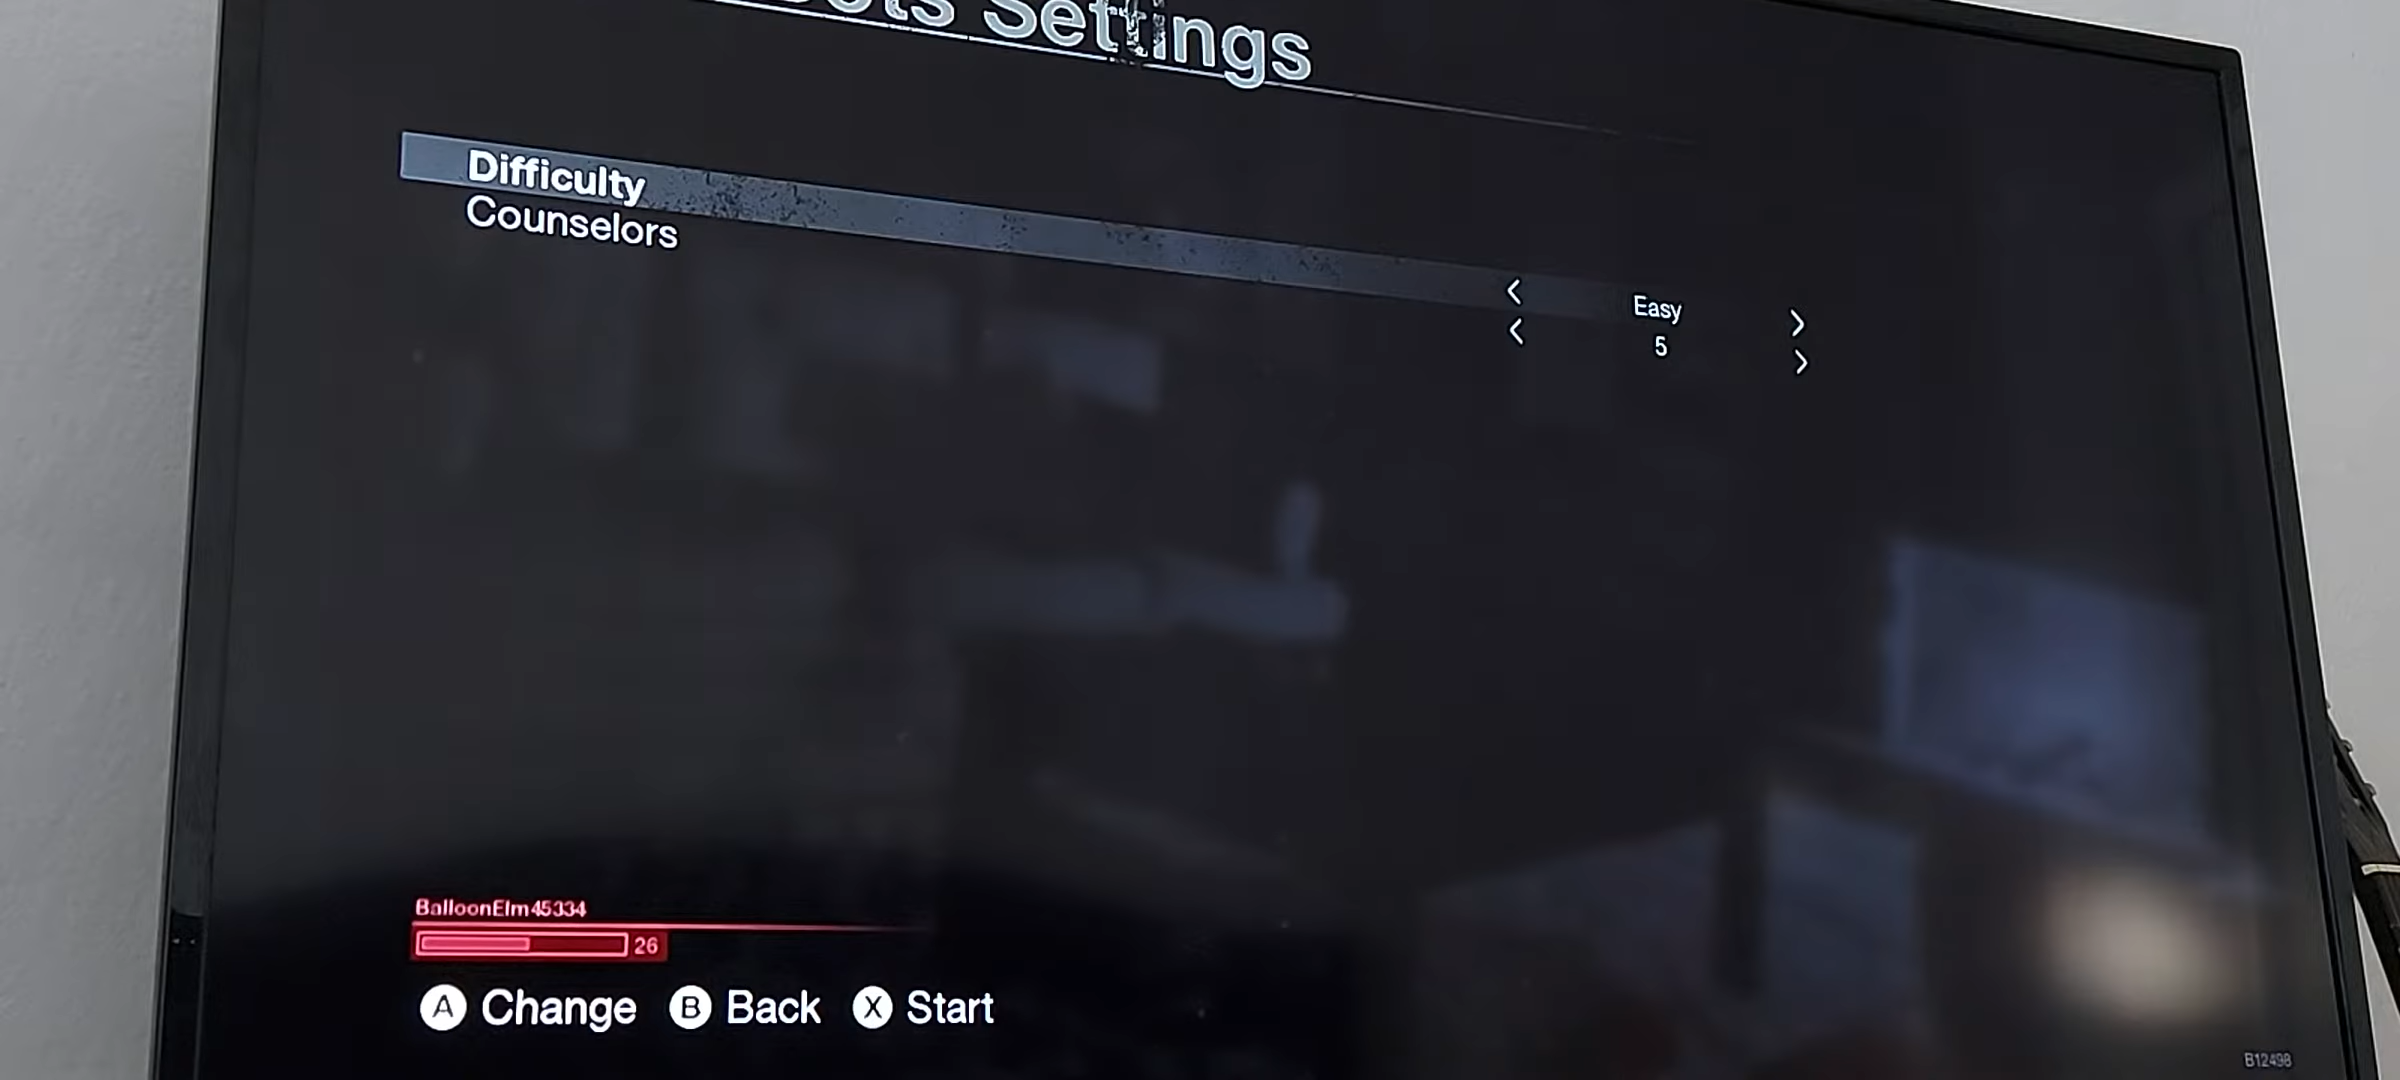 Settings
Difficulty
Counselors
< Easy >
< 5 >
BalloonElm45334
26
A Change B Back X Start
B12498